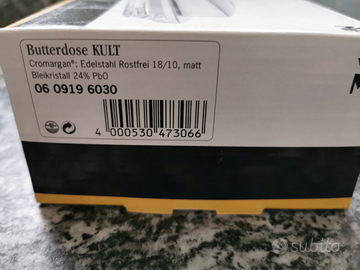 Butterdose KULT
Cromargan®: Edelstahl Rostfrei 18/10, matt
Bleikristall 24% PbO
06 0919 6030
4 000530 473066
subito